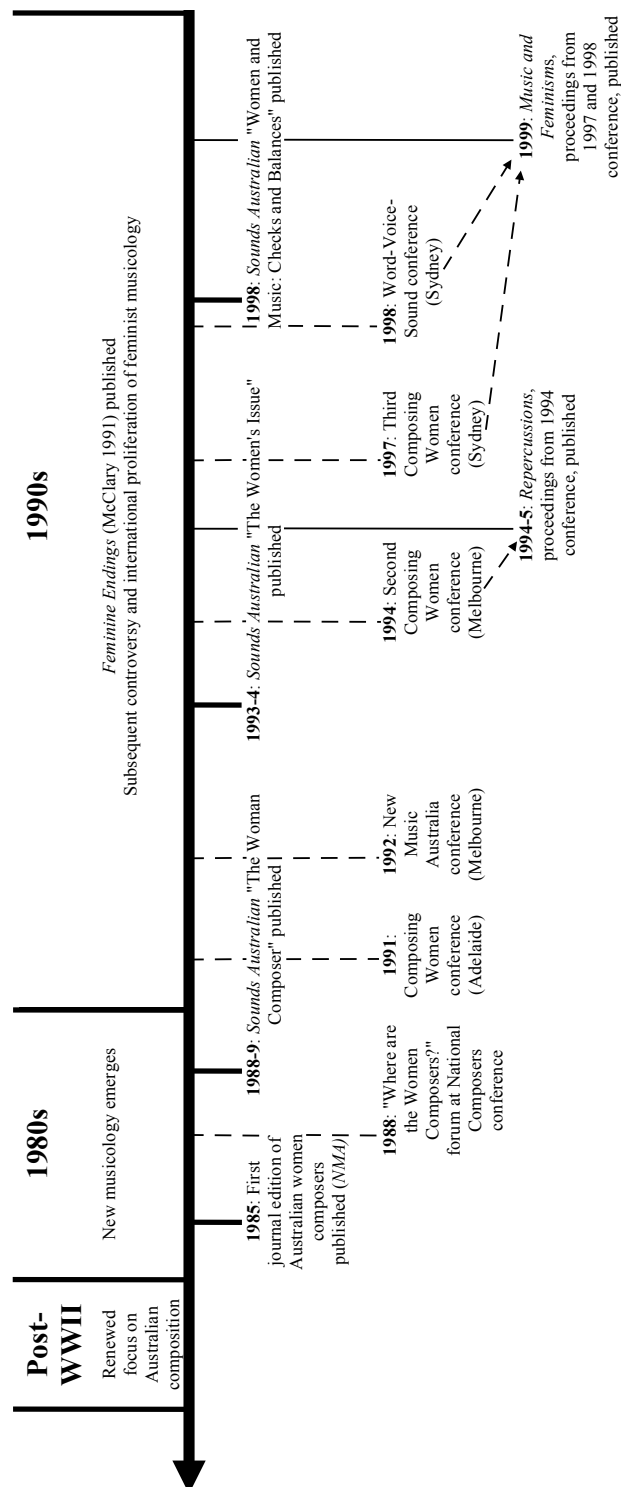 Post-
WWII
Renewed
focus on
Australian
composition
1980s
New musicology emerges
1990s
Feminine Endings (McClary 1991) published
Subsequent controversy and international proliferation of feminist musicology
1985: First
journal edition of
Australian women
composers
published (NMA)
1988-9: Sounds Australian "The Woman
Composer" published
1993-4: Sounds Australian "The Women's Issue"
published
1998: Sounds Australian "Women and
Music: Checks and Balances" published
1988: "Where are
the Women
Composers?"
forum at National
Composers
conference
1991:
Composing
Women
conference
(Adelaide)
1992: New
Music
Australia
conference
(Melbourne)
1994: Second
Composing
Women
conference
(Melbourne)
1997: Third
Composing
Women
conference
(Sydney)
1998: Word-Voice-
Sound conference
(Sydney)
1994-5: Repercussions,
proceedings from 1994
conference, published
1999: Music and
Feminisms,
proceedings from
1997 and 1998
conference, published